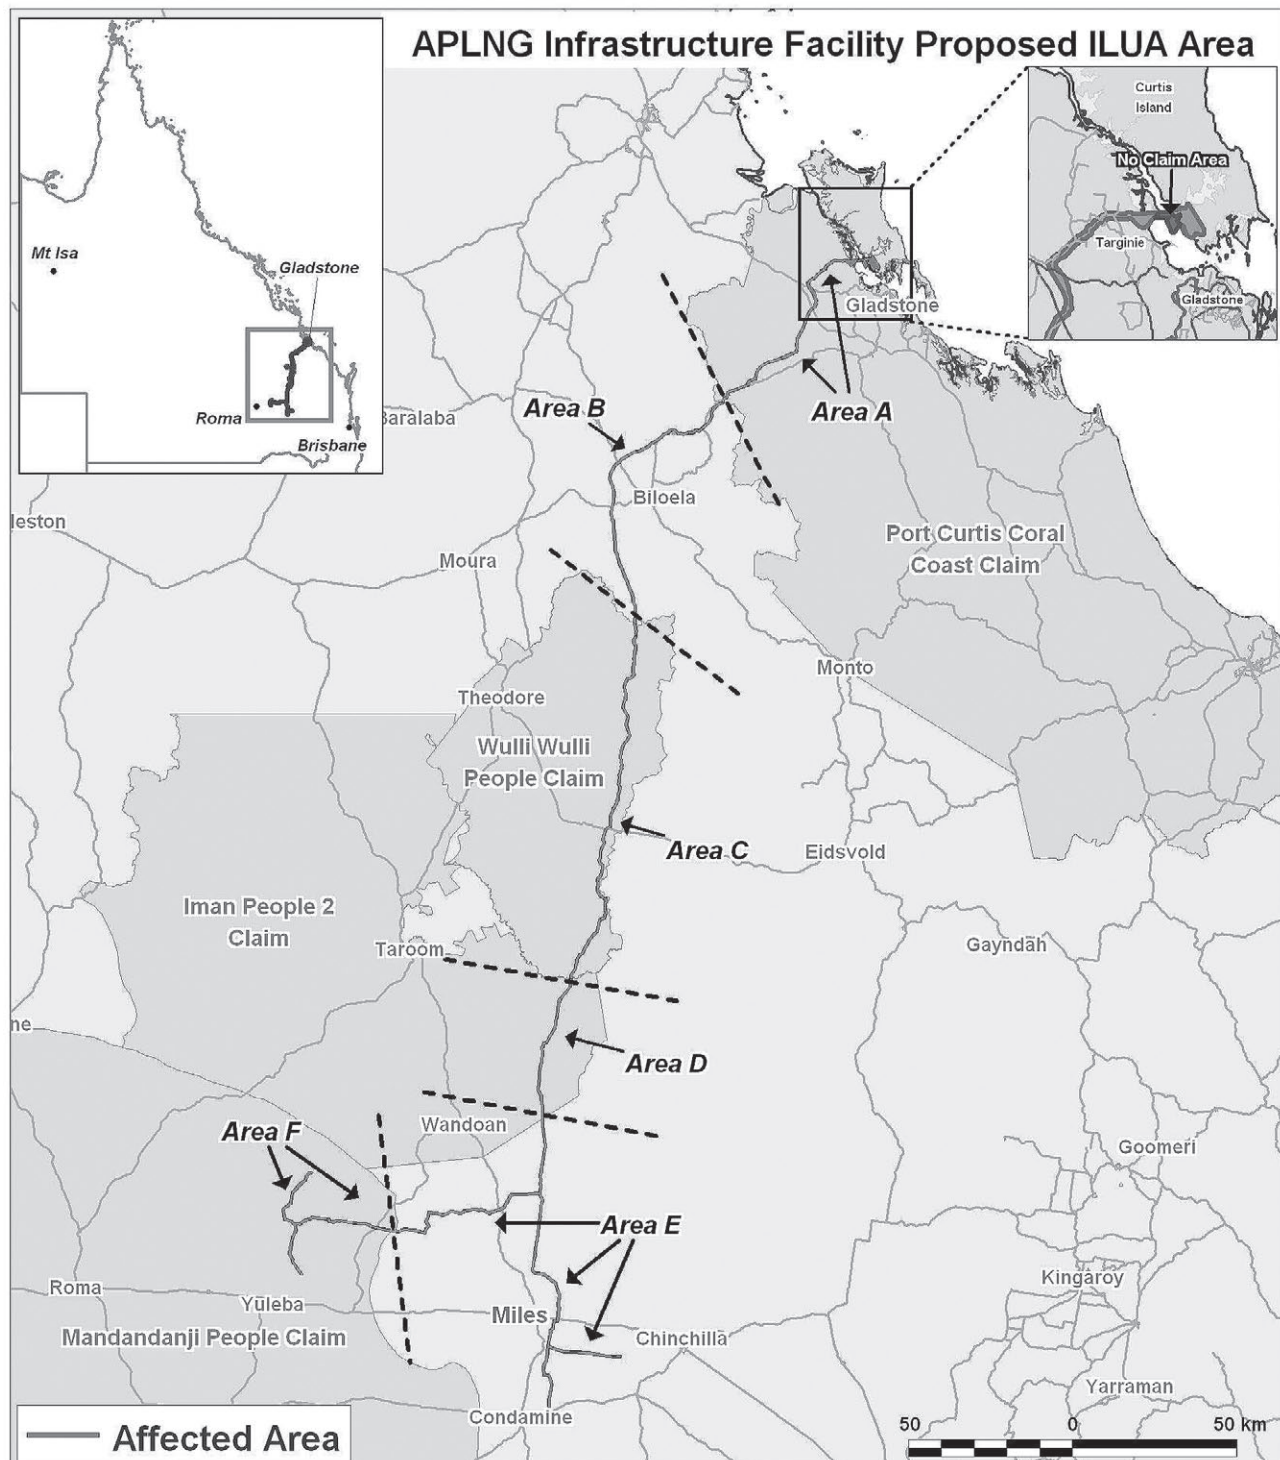 APLNG Infrastructure Facility Proposed ILUA Area
Mt Isa
Gladstone
Roma
Brisbane
Curtis
Island
No Claim Area
Targinie
Gladstone
Gladstone
Area A
Area B
Baralaba
Biloela
leston
Moura
Port Curtis Coral
Coast Claim
Monto
Theodore
Wulli Wulli
People Claim
Area C
Eidsvold
Iman People 2
Claim
Taroom
Gayndah
ne
Area D
Wandoan
Area F
Goomeri
Area E
Kingaroy
Roma
Yuleba
Miles
Mandandanji People Claim
Chinchilla
Yarraman
Condamine
Affected Area
50 0 50 km